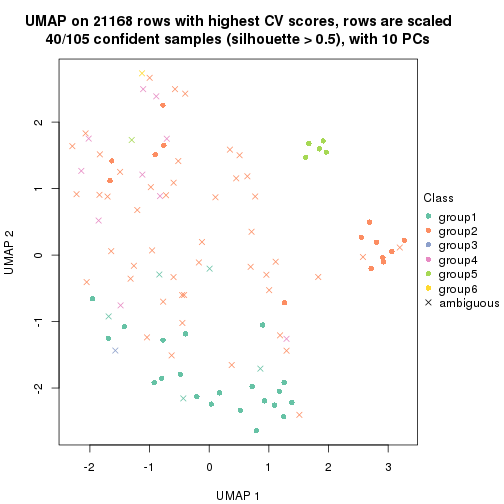 UMAP on 21168 rows with highest CV scores, rows are scaled
40/105 confident samples (silhouette > 0.5), with 10 PCs
Class
group1
group2
group3
group4
group5
group6
ambiguous
UMAP 2
2
1
0
-1
-2
-2
-1
0
1
2
3
UMAP 1